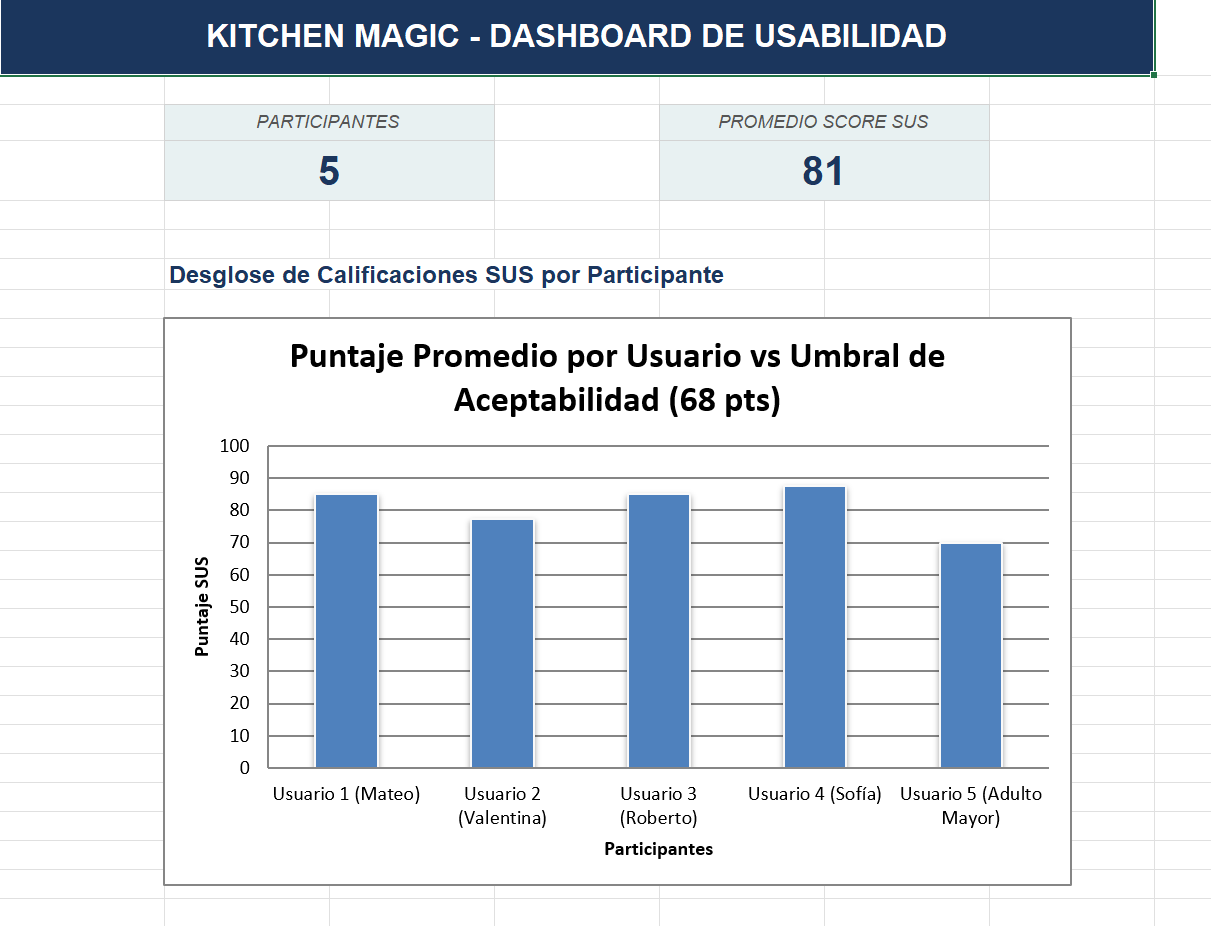 KITCHEN MAGIC - DASHBOARD DE USABILIDAD
PARTICIPANTES
PROMEDIO SCORE SUS
5
81
Desglose de Calificaciones SUS por Participante
Puntaje Promedio por Usuario vs Umbral de
Aceptabilidad (68 pts)
Puntaje SUS
100
90
80
70
60
50
40
30
20
10
0
Usuario 1 (Mateo)
Usuario 2
(Valentina)
Usuario 3
(Roberto)
Usuario 4 (Sofía)
Usuario 5 (Adulto
Mayor)
Participantes